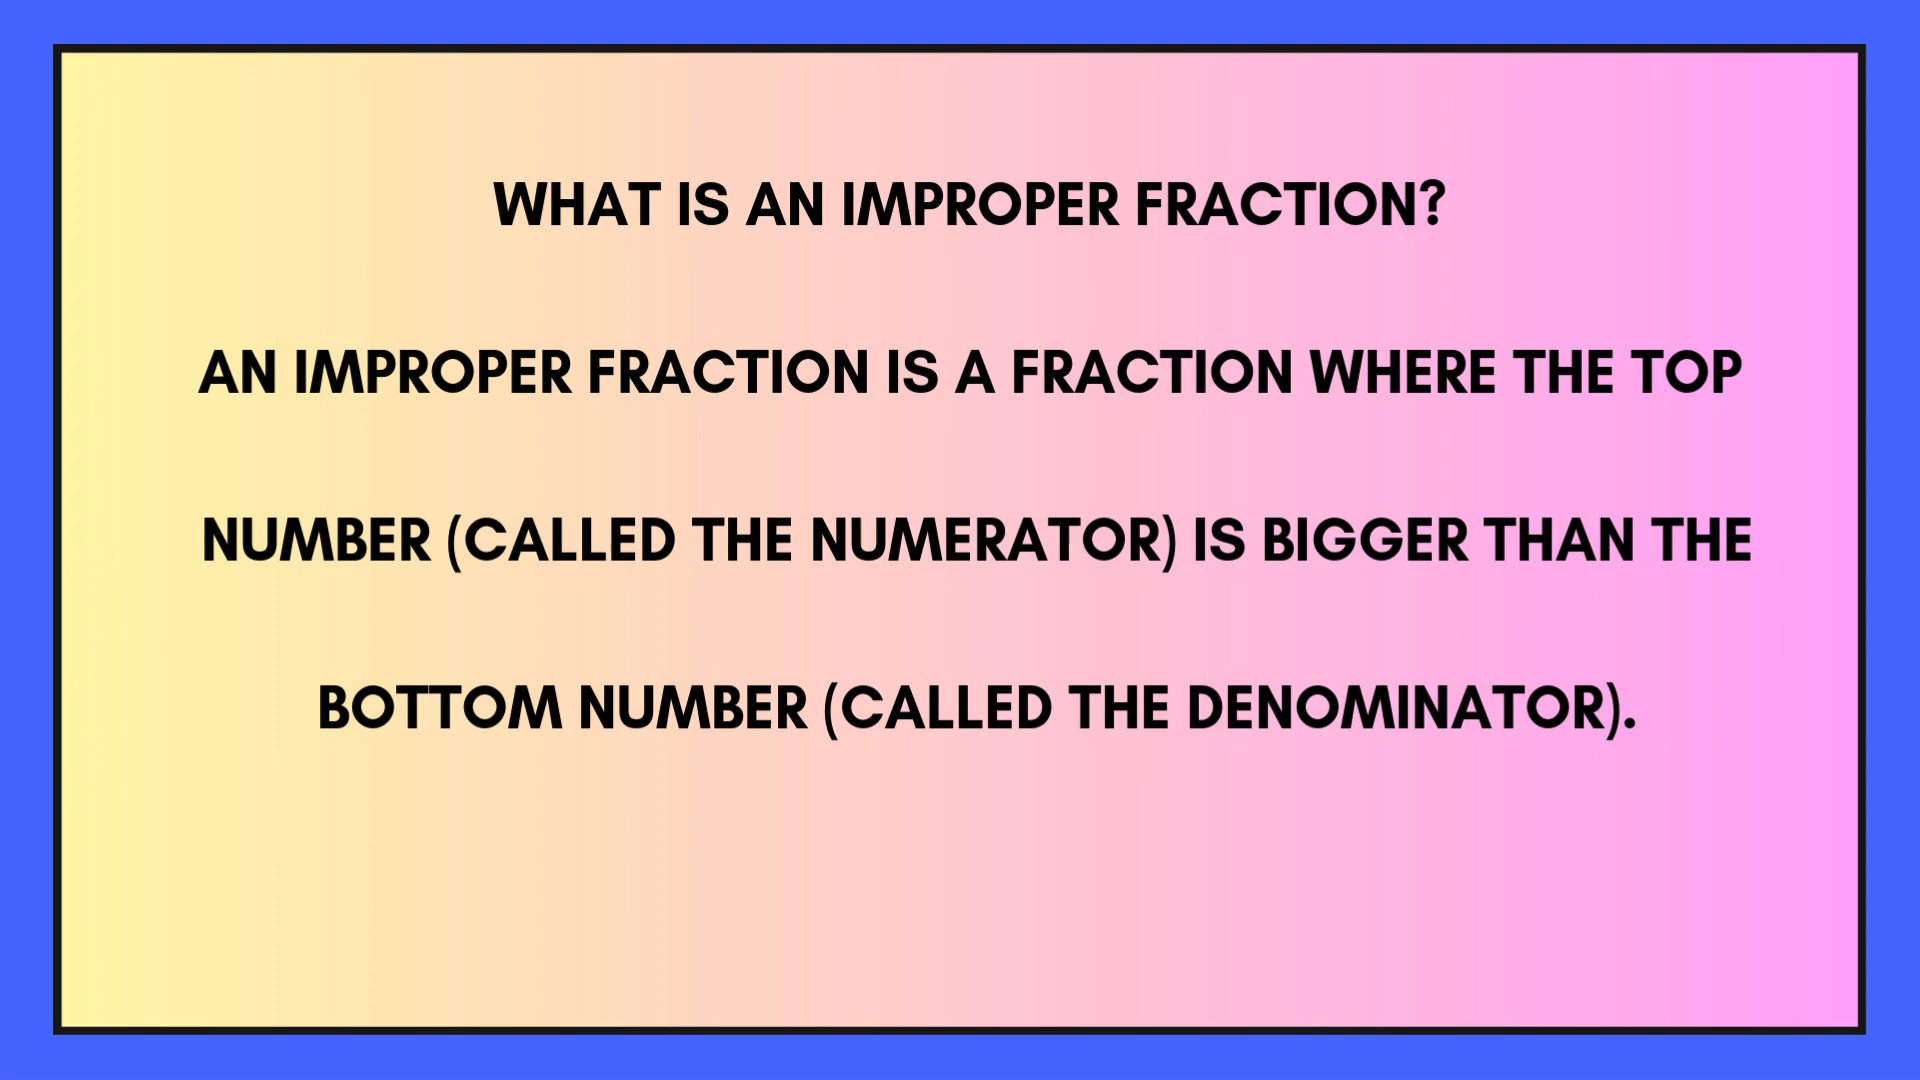 WHAT IS AN IMPROPER FRACTION?
AN IMPROPER FRACTION IS A FRACTION WHERE THE TOP
NUMBER (CALLED THE NUMERATOR) IS BIGGER THAN THE
BOTTOM NUMBER (CALLED THE DENOMINATOR).